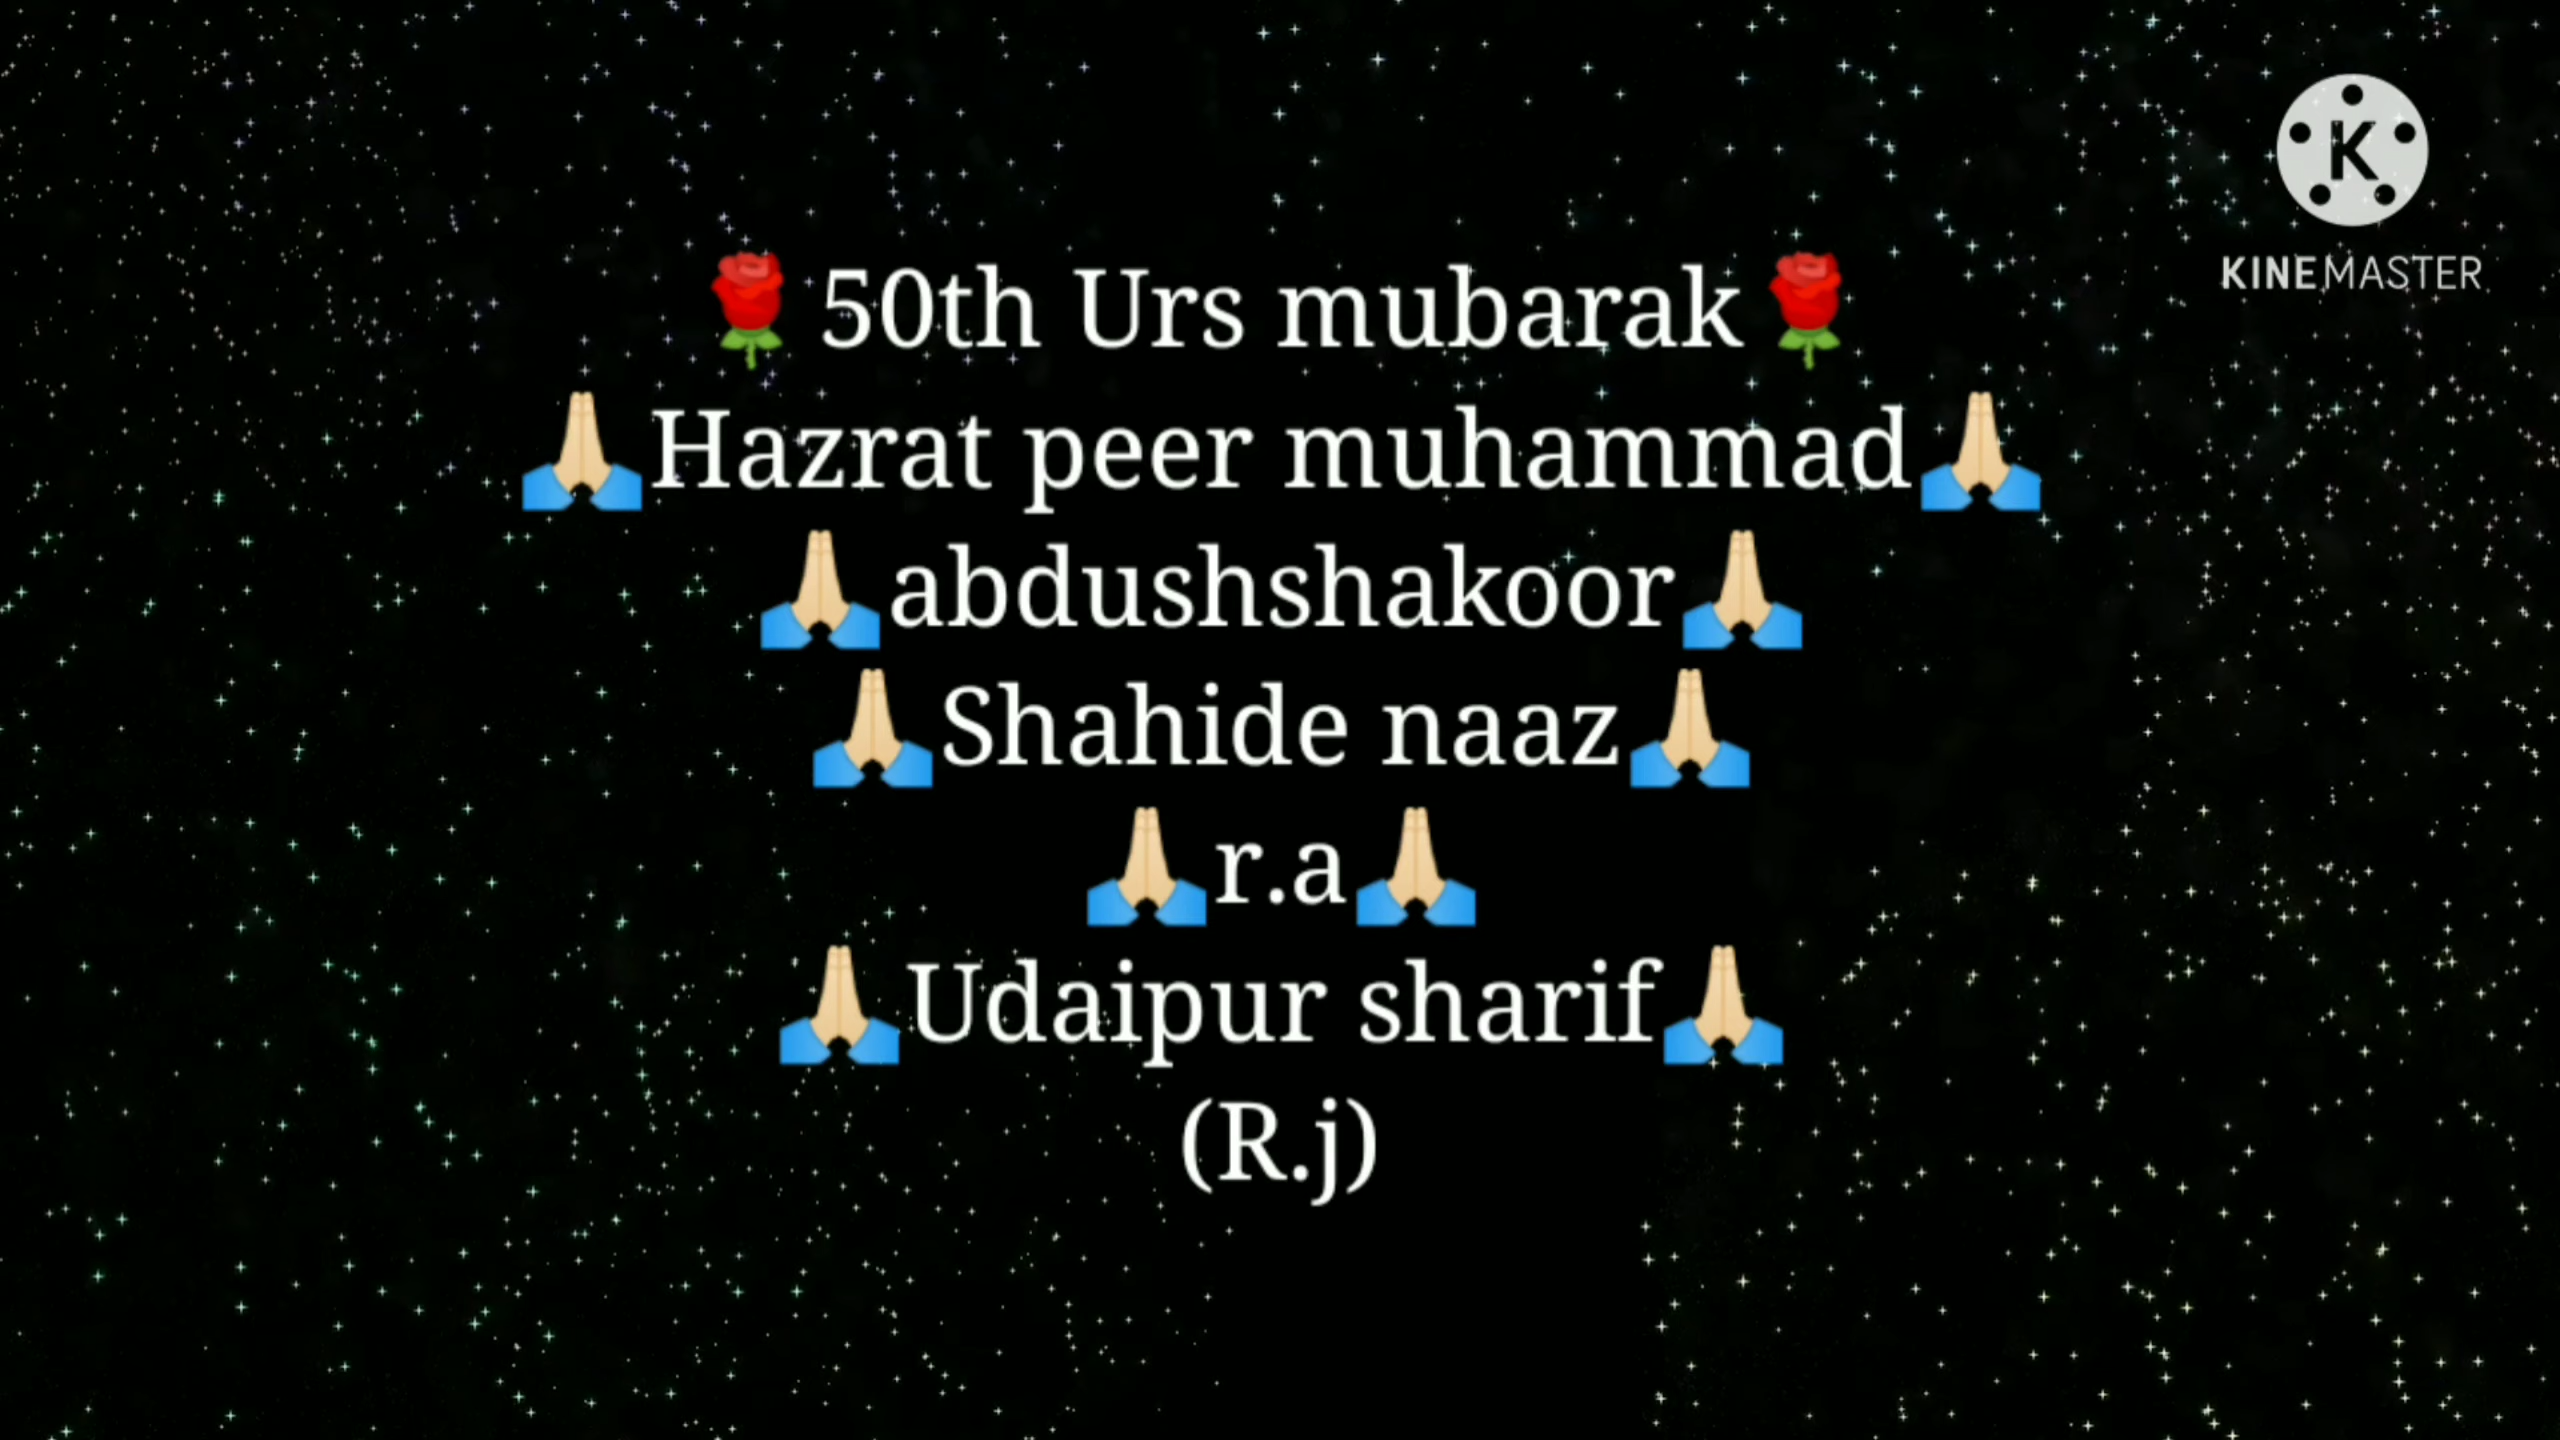 🌹 50th Urs mubarak🌹
🙏🏻Hazrat peer muhammad🙏🏻
🙏🏻abdushshakoor🙏🏻
🙏🏻Shahide naaz🙏🏻
🙏🏻r.a🙏🏻
🙏🏻Udaipur sharif🙏🏻
(R.j)
K
KINEMASTER